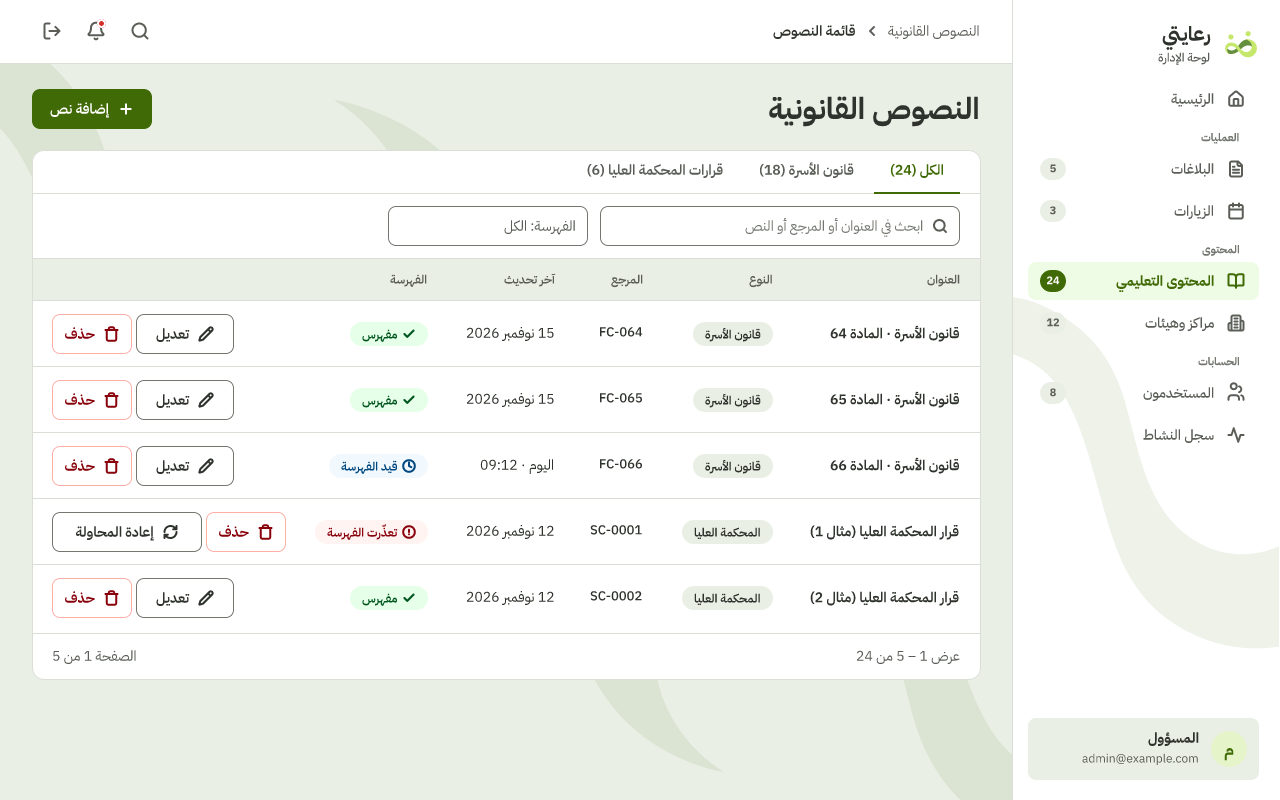 رعايتي
لوحة الإدارة
الرئيسية
العمليات
البلاغات 5
الزيارات 3
المحتوى
المحتوى التعليمي 24
مراكز وهيئات 12
الحسابات
المستخدمون 8
سجل النشاط
المسؤول
م
admin@example.com
النصوص القانونية
قائمة النصوص
النصوص القانونية
إضافة نص
الكل (24) قانون الأسرة (18) قرارات المحكمة العليا (6)
ابحث في العنوان أو المرجع أو النص
الفهرسة: الكل
العنوان النوع المرجع آخر تحديث الفهرسة
قانون الأسرة · المادة 64 قانون الأسرة FC-064 15 نوفمبر 2026 مفهرس تعديل حذف
قانون الأسرة · المادة 65 قانون الأسرة FC-065 15 نوفمبر 2026 مفهرس تعديل حذف
قانون الأسرة · المادة 66 قانون الأسرة FC-066 اليوم · 09:12 قيد الفهرسة تعديل حذف
قرار المحكمة العليا (مثال 1) المحكمة العليا SC-0001 12 نوفمبر 2026 تعذّرت الفهرسة حذف إعادة المحاولة
قرار المحكمة العليا (مثال 2) المحكمة العليا SC-0002 12 نوفمبر 2026 مفهرس تعديل حذف
عرض 1 – 5 من 24
الصفحة 1 من 5